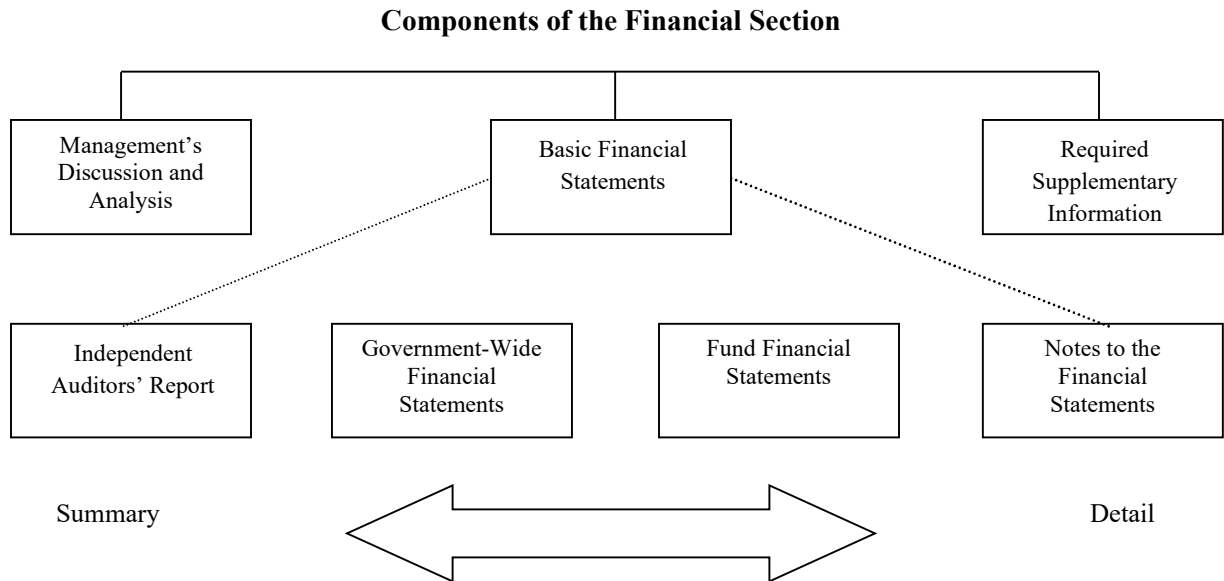 Components of the Financial Section
Management’s
Discussion and
Analysis
Basic Financial
Statements
Required
Supplementary
Information
Independent
Auditors’ Report
Government-Wide
Financial
Statements
Fund Financial
Statements
Notes to the
Financial
Statements
Summary
Detail